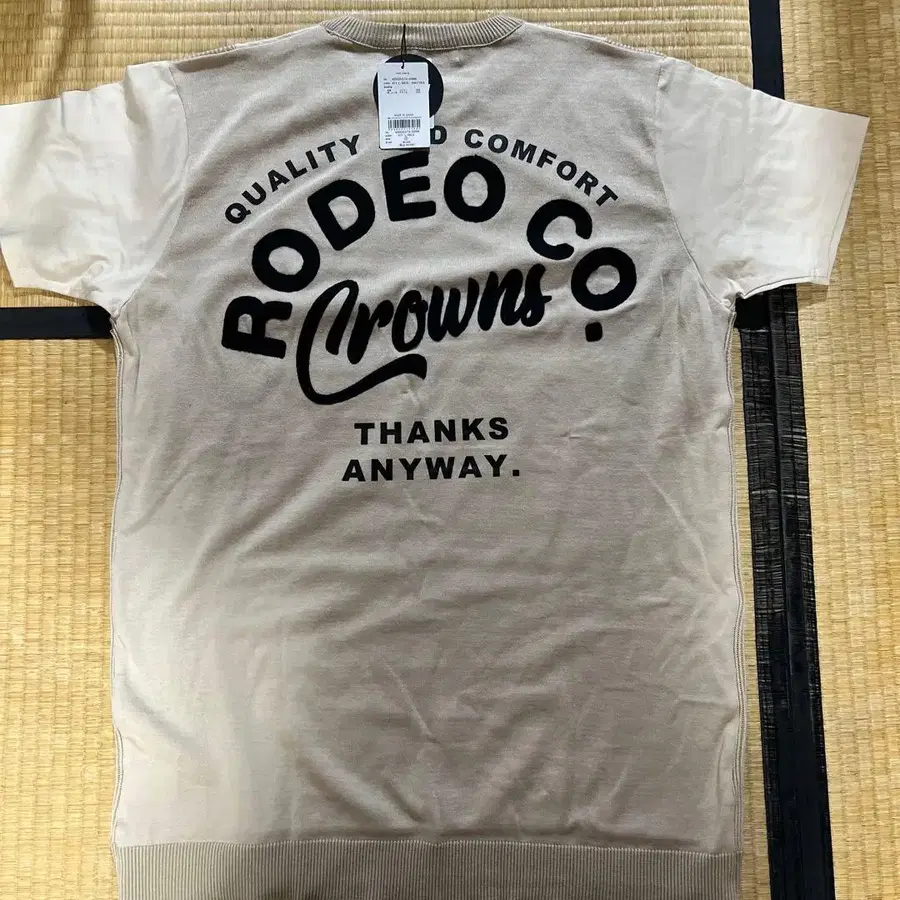 QUALITY
D COMFORT
RODEO CO.
Crowns
THANKS
ANYWAY.